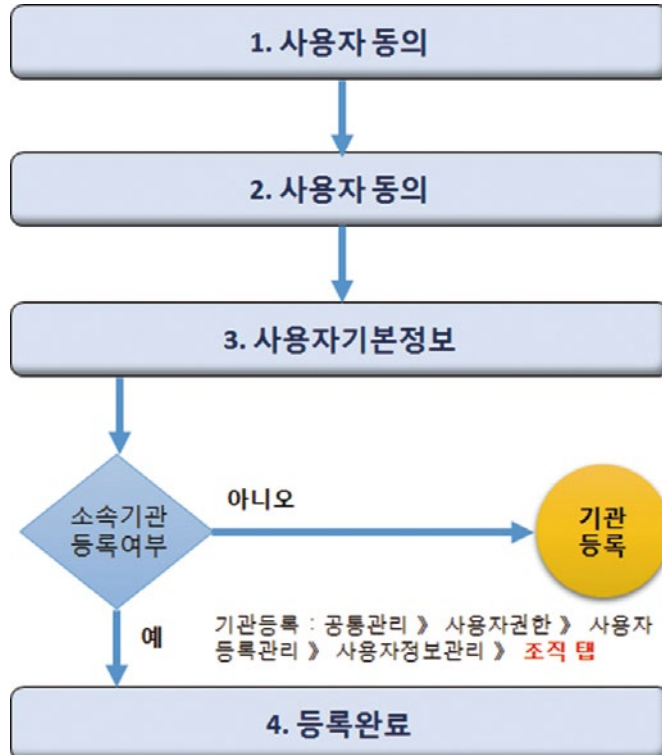 1. 사용자 동의
2. 사용자 동의
3. 사용자기본정보
소속기관
등록여부
아니오
기관
등록
예
기관등록 : 공통관리 》 사용자권한 》 사용자
등록관리 》 사용자정보관리 》 조직 탭
4. 등록완료